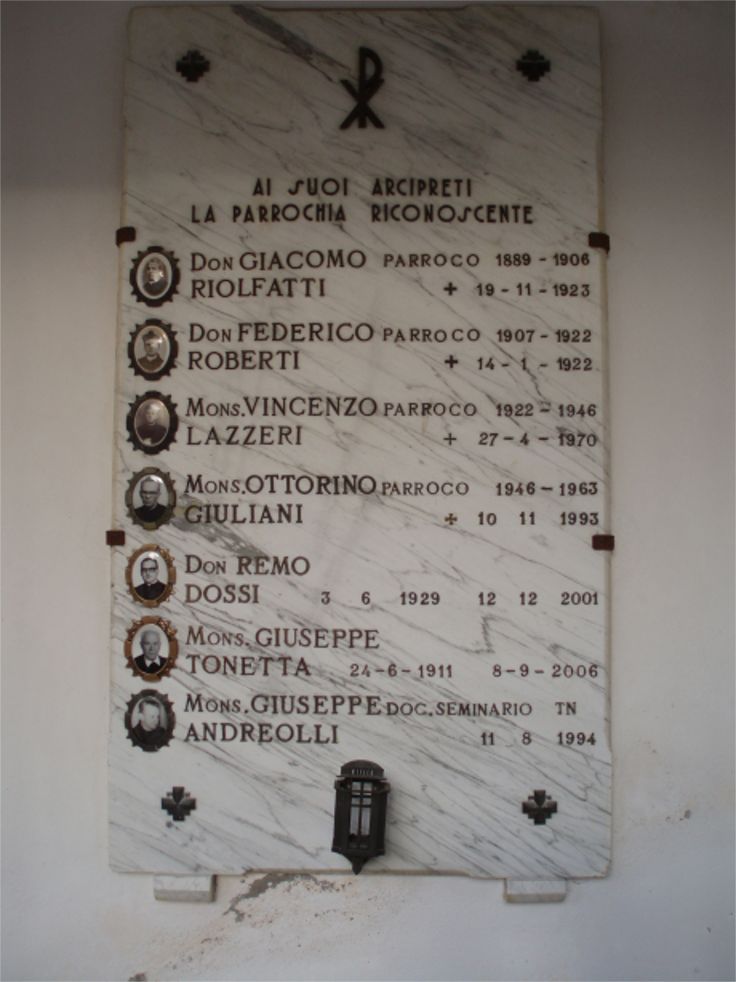 AI SUOI ARCIPRETI
LA PARROCHIA RICONOSCENTE
DON GIACOMO PARROCO 1889 - 1906
RIOLFATTI + 19 - 11 - 1923
DON FEDERICO PARROCO 1907 - 1922
ROBERTI + 14 - 1 - 1922
MONS. VINCENZO PARROCO 1922 - 1946
LAZZERI + 27 - 4 - 1970
MONS. OTTORINO PARROCO 1946 - 1963
GIULIANI + 10 11 1993
DON REMO
DOSSI 3 6 1929 12 12 2001
MONS. GIUSEPPE
TONETTA 24-6-1911 8-9-2006
MONS. GIUSEPPE DOC. SEMINARIO TN
ANDREOLLI 11 8 1994